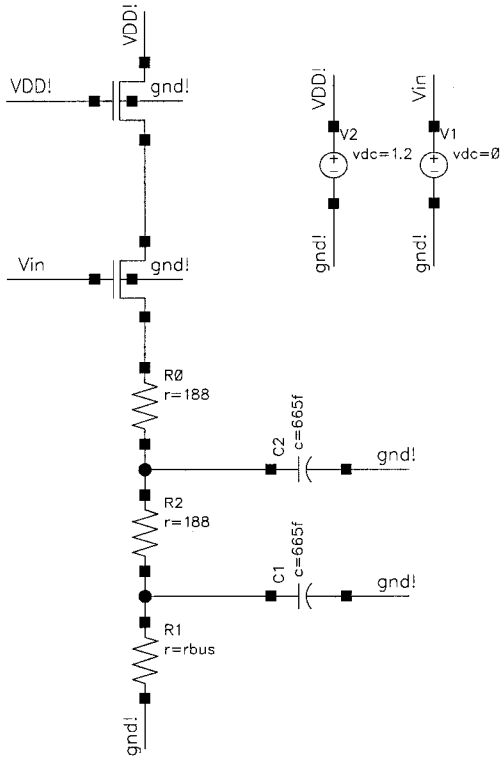 VDD!
VDD!
gnd!
Vin
gnd!
R0
r=188
C2
c=665f
gnd!
R2
r=188
C1
c=665f
gnd!
R1
r=rbus
gnd!
VDD!
V2
vdc=1.2
gnd!
Vin
V1
vdc=0
gnd!
+
−
+
−